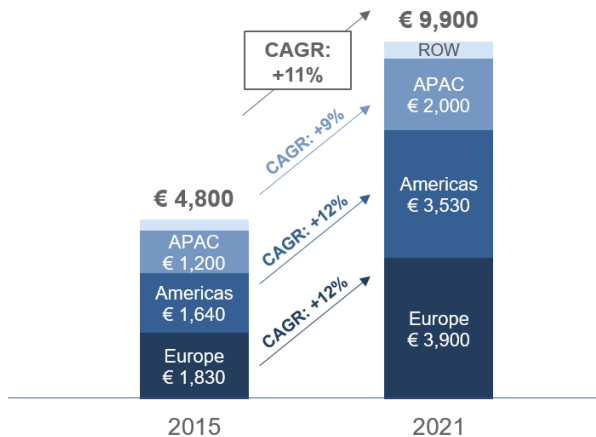 € 9,900
CAGR:
+11%
ROW
APAC
€ 2,000
CAGR: +9%
Americas
€ 3,530
€ 4,800
CAGR: +12%
APAC
€ 1,200
Americas
€ 1,640
CAGR: +12%
Europe
€ 3,900
Europe
€ 1,830
2015
2021